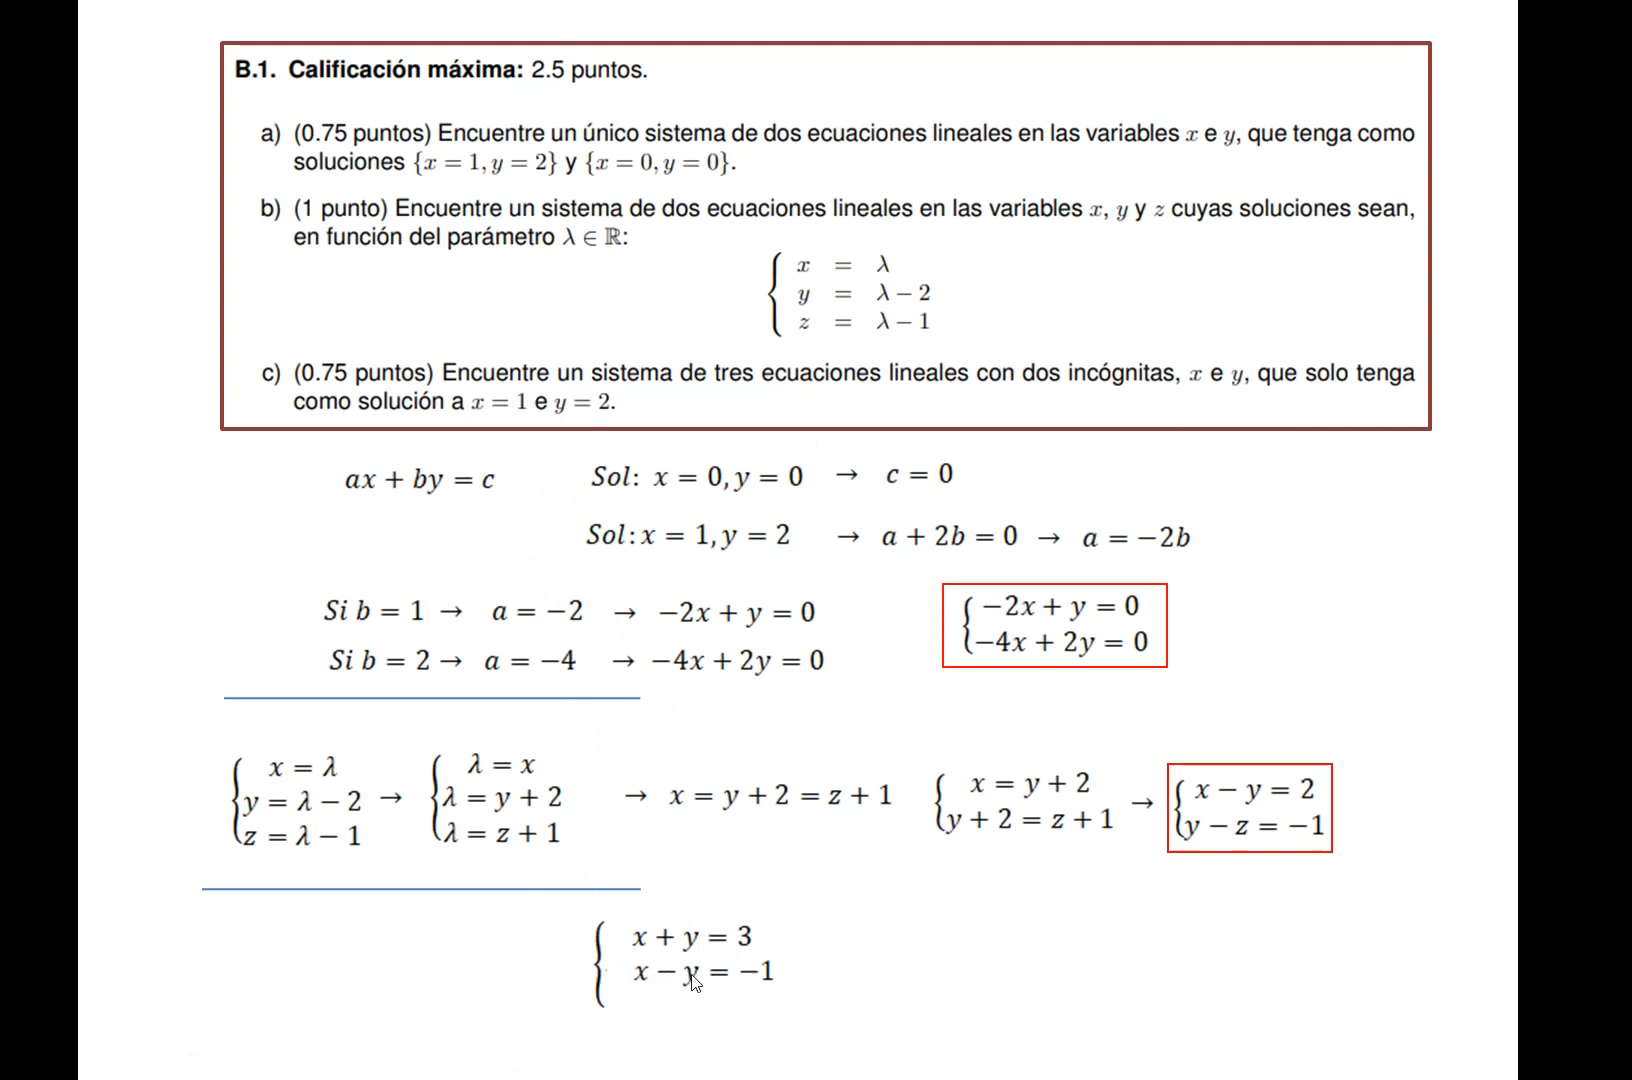 B.1. Calificación máxima: 2.5 puntos.
a) (0.75 puntos) Encuentre un único sistema de dos ecuaciones lineales en las variables x e y, que tenga como
soluciones {x = 1, y = 2} y {x = 0, y = 0}.
b) (1 punto) Encuentre un sistema de dos ecuaciones lineales en las variables x, y y z cuyas soluciones sean,
en función del parámetro λ ∈ ℝ:
x = λ
y = λ − 2
z = λ − 1
c) (0.75 puntos) Encuentre un sistema de tres ecuaciones lineales con dos incógnitas, x e y, que solo tenga
como solución a x = 1 e y = 2.
ax + by = c Sol: x = 0, y = 0 → c = 0
Sol: x = 1, y = 2 → a + 2b = 0 → a = −2b
Si b = 1 → a = −2 → −2x + y = 0
Si b = 2 → a = −4 → −4x + 2y = 0
−2x + y = 0
−4x + 2y = 0
x = λ
y = λ − 2 →
z = λ − 1
λ = x
λ = y + 2
λ = z + 1
→ x = y + 2 = z + 1
x = y + 2
y + 2 = z + 1
→
x − y = 2
y − z = −1
x + y = 3
x − y = −1